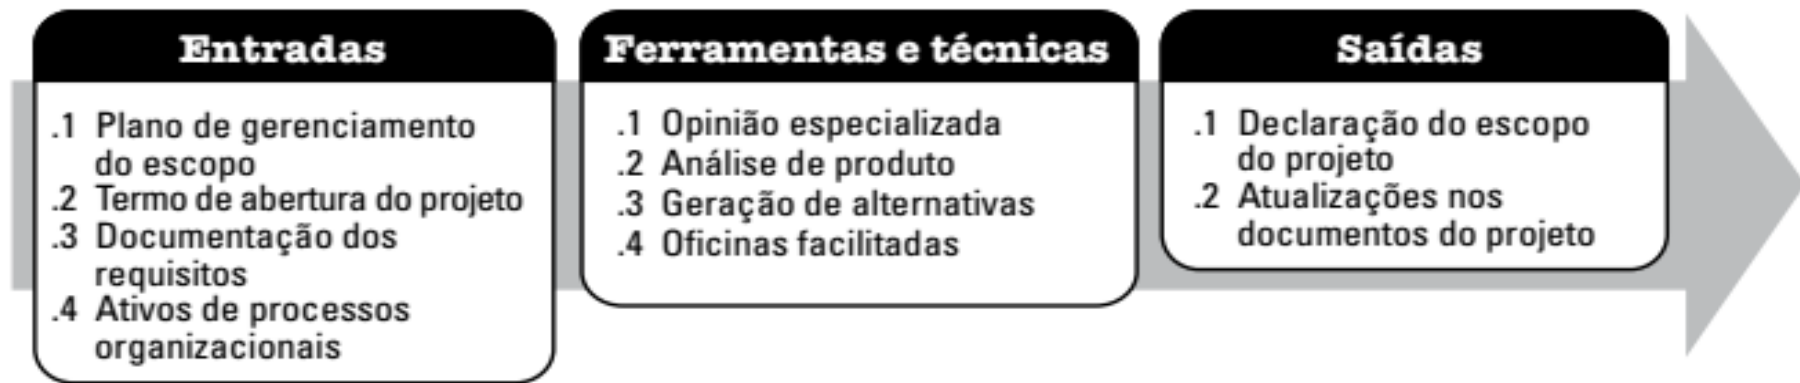 Entradas
.1 Plano de gerenciamento
do escopo
.2 Termo de abertura do projeto
.3 Documentação dos
requisitos
.4 Ativos de processos
organizacionais
Ferramentas e técnicas
.1 Opinião especializada
.2 Análise de produto
.3 Geração de alternativas
.4 Oficinas facilitadas
Saídas
.1 Declaração do escopo
do projeto
.2 Atualizações nos
documentos do projeto